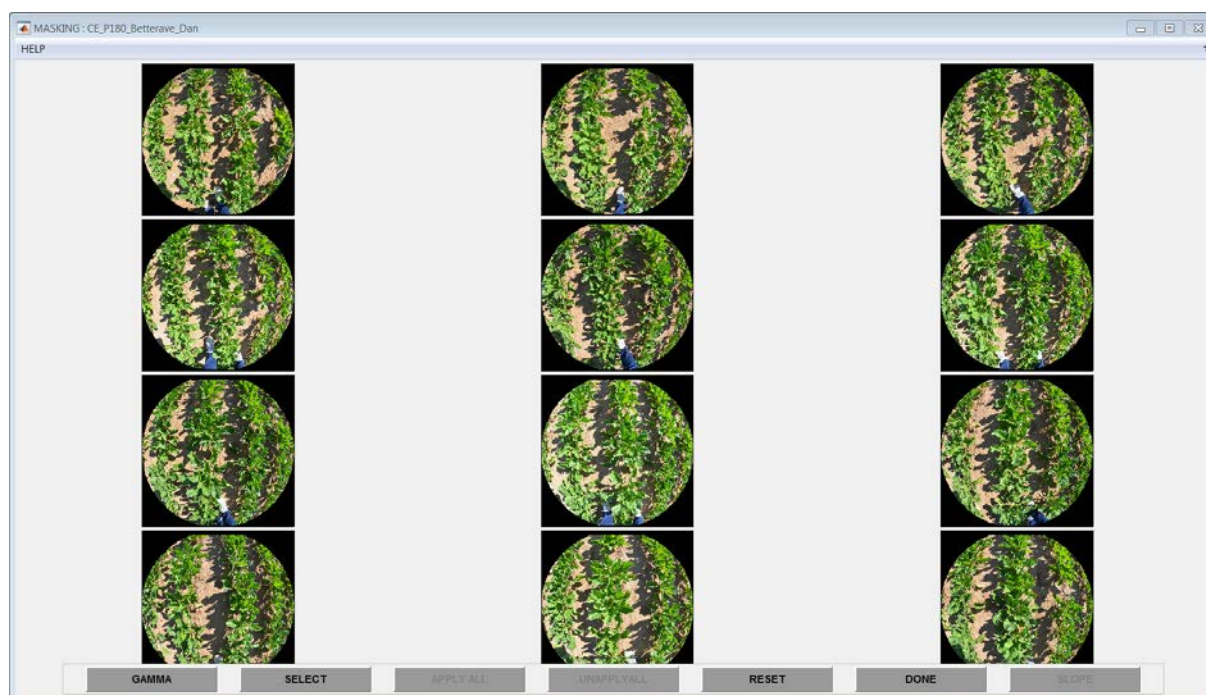 MASKING : CE_P180_Betterave_Dan
HELP
GAMMA
SELECT
APPLY ALL
UNAPPLYALL
RESET
DONE
SLOPE